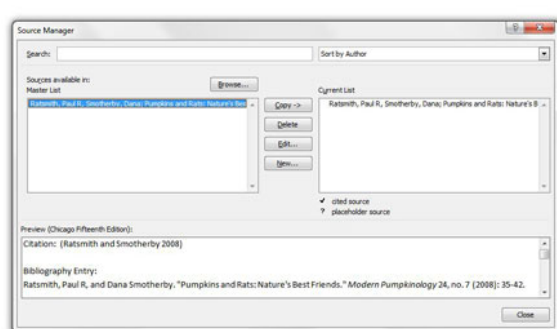 Source Manager
Search:
Sort by Author
Sources available in:
Master List
Browse...
Current List
Ratsmith, Paul R, Smotherby, Dana; Pumpkins and Rats: Nature's Bes
Copy ->
Ratsmith, Paul R, Smotherby, Dana; Pumpkins and Rats: Nature's B
Delete
Edit...
New...
✓ cited source
? placeholder source
Preview (Chicago Fifteenth Edition):
Citation: (Ratsmith and Smotherby 2008)
Bibliography Entry:
Ratsmith, Paul R, and Dana Smotherby. "Pumpkins and Rats: Nature's Best Friends." Modern Pumpkinology 24, no. 7 (2008): 35-42.
Close